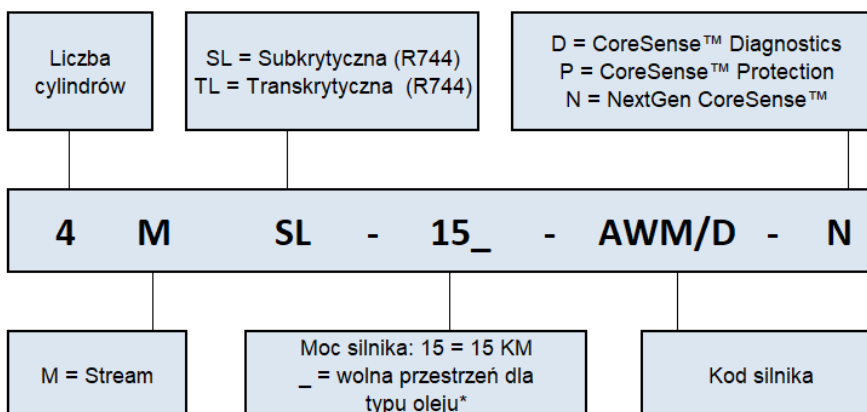 Liczba
cylindrów
SL = Subkrytyczna (R744)
TL = Transkrytyczna (R744)
D = CoreSense™ Diagnostics
P = CoreSense™ Protection
N = NextGen CoreSense™
4 M SL - 15_ - AWM/D - N
M = Stream
Moc silnika: 15 = 15 KM
_ = wolna przestrzeń dla
typu oleju*
Kod silnika